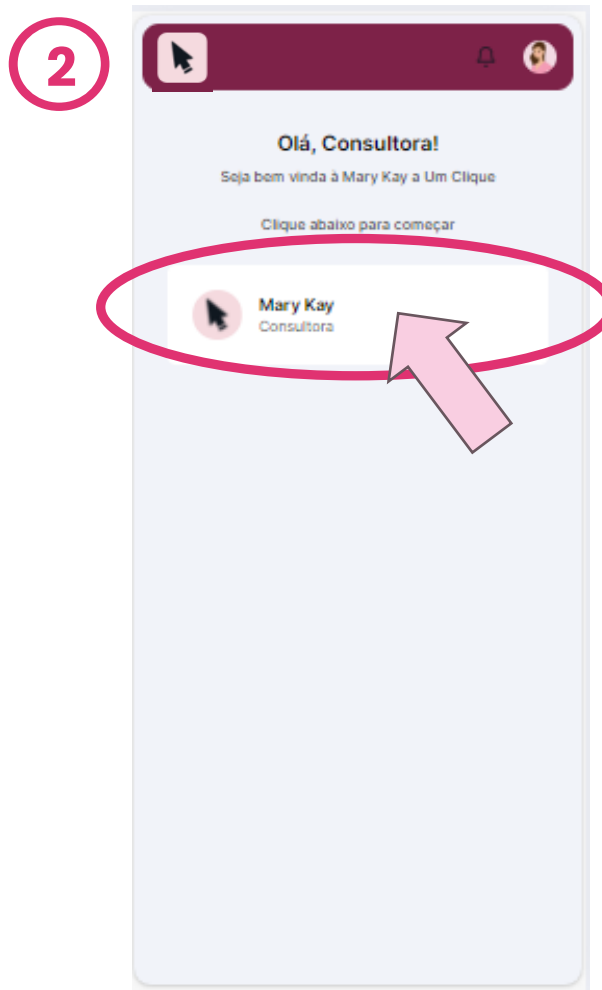 2
Olá, Consultora!
Seja bem vinda à Mary Kay a Um Clique
Clique abaixo para começar
Mary Kay
Consultora